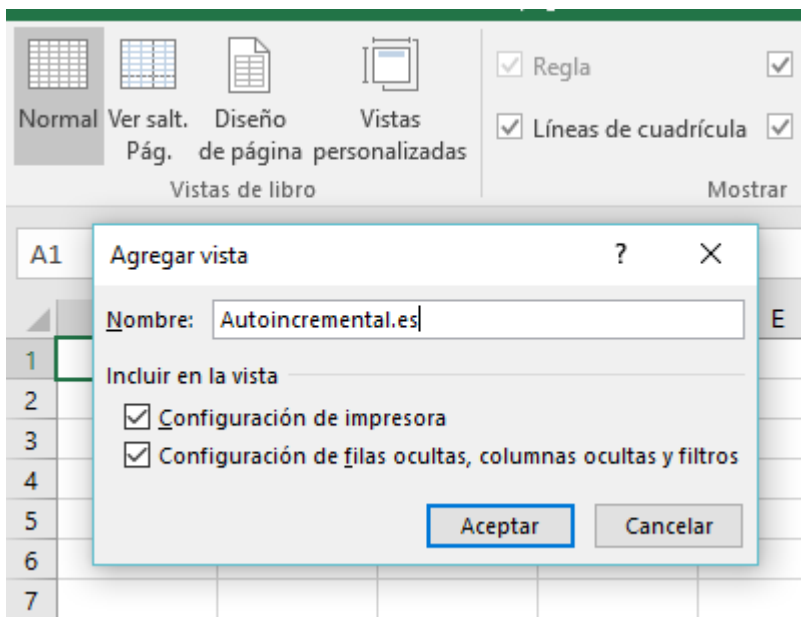 Normal Ver salt. Pág. Diseño de página Vistas personalizadas
Regla
Líneas de cuadrícula
Vistas de libro
Mostrar
A1
Agregar vista ? X
Nombre: Autoincremental.es
E
Incluir en la vista
Configuración de impresora
Configuración de filas ocultas, columnas ocultas y filtros
Aceptar Cancelar
1
2
3
4
5
6
7